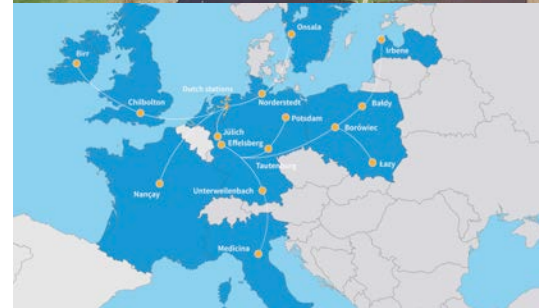 Onsala
Irbene
Birr
Dutch stations
Norderstedt
Chilbolton
Bałdy
Potsdam
Borówiec
Jülich
Effelsberg
Tautenburg
Łazy
Nançay
Unterweilenbach
Medicina